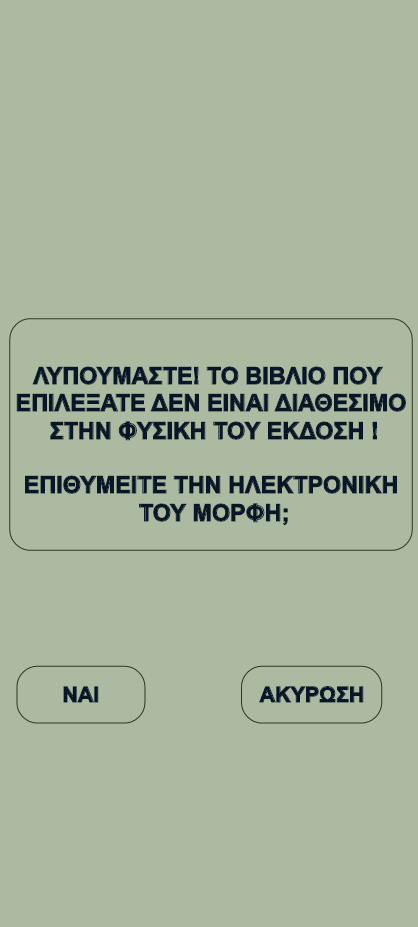 ΛΥΠΟΥΜΑΣΤΕ! ΤΟ ΒΙΒΛΙΟ ΠΟΥ
ΕΠΙΛΕΞΑΤΕ ΔΕΝ ΕΙΝΑΙ ΔΙΑΘΕΣΙΜΟ
ΣΤΗΝ ΦΥΣΙΚΗ ΤΟΥ ΕΚΔΟΣΗ !
ΕΠΙΘΥΜΕΙΤΕ ΤΗΝ ΗΛΕΚΤΡΟΝΙΚΗ
ΤΟΥ ΜΟΡΦΗ;
ΝΑΙ
ΑΚΥΡΩΣΗ